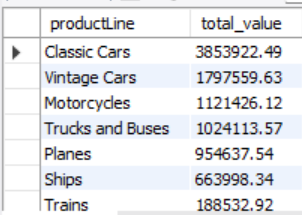 productLine total_value
Classic Cars 3853922.49
Vintage Cars 1797559.63
Motorcycles 1121426.12
Trucks and Buses 1024113.57
Planes 954637.54
Ships 663998.34
Trains 188532.92